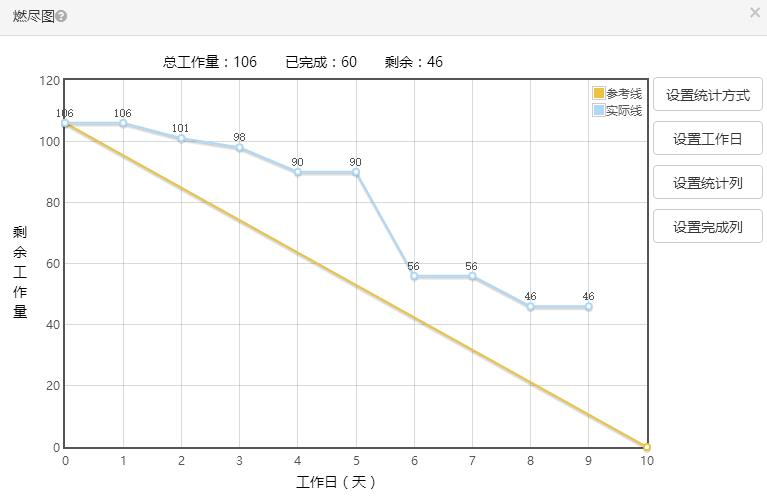 燃尽图?
×
总工作量：106 已完成：60 剩余：46
120
100
80
60
40
20
0
剩余工作量
106
106
101
98
90
90
56
56
46
46
参考线
实际线
0 1 2 3 4 5 6 7 8 9 10
工作日（天）
设置统计方式
设置工作日
设置统计列
设置完成列